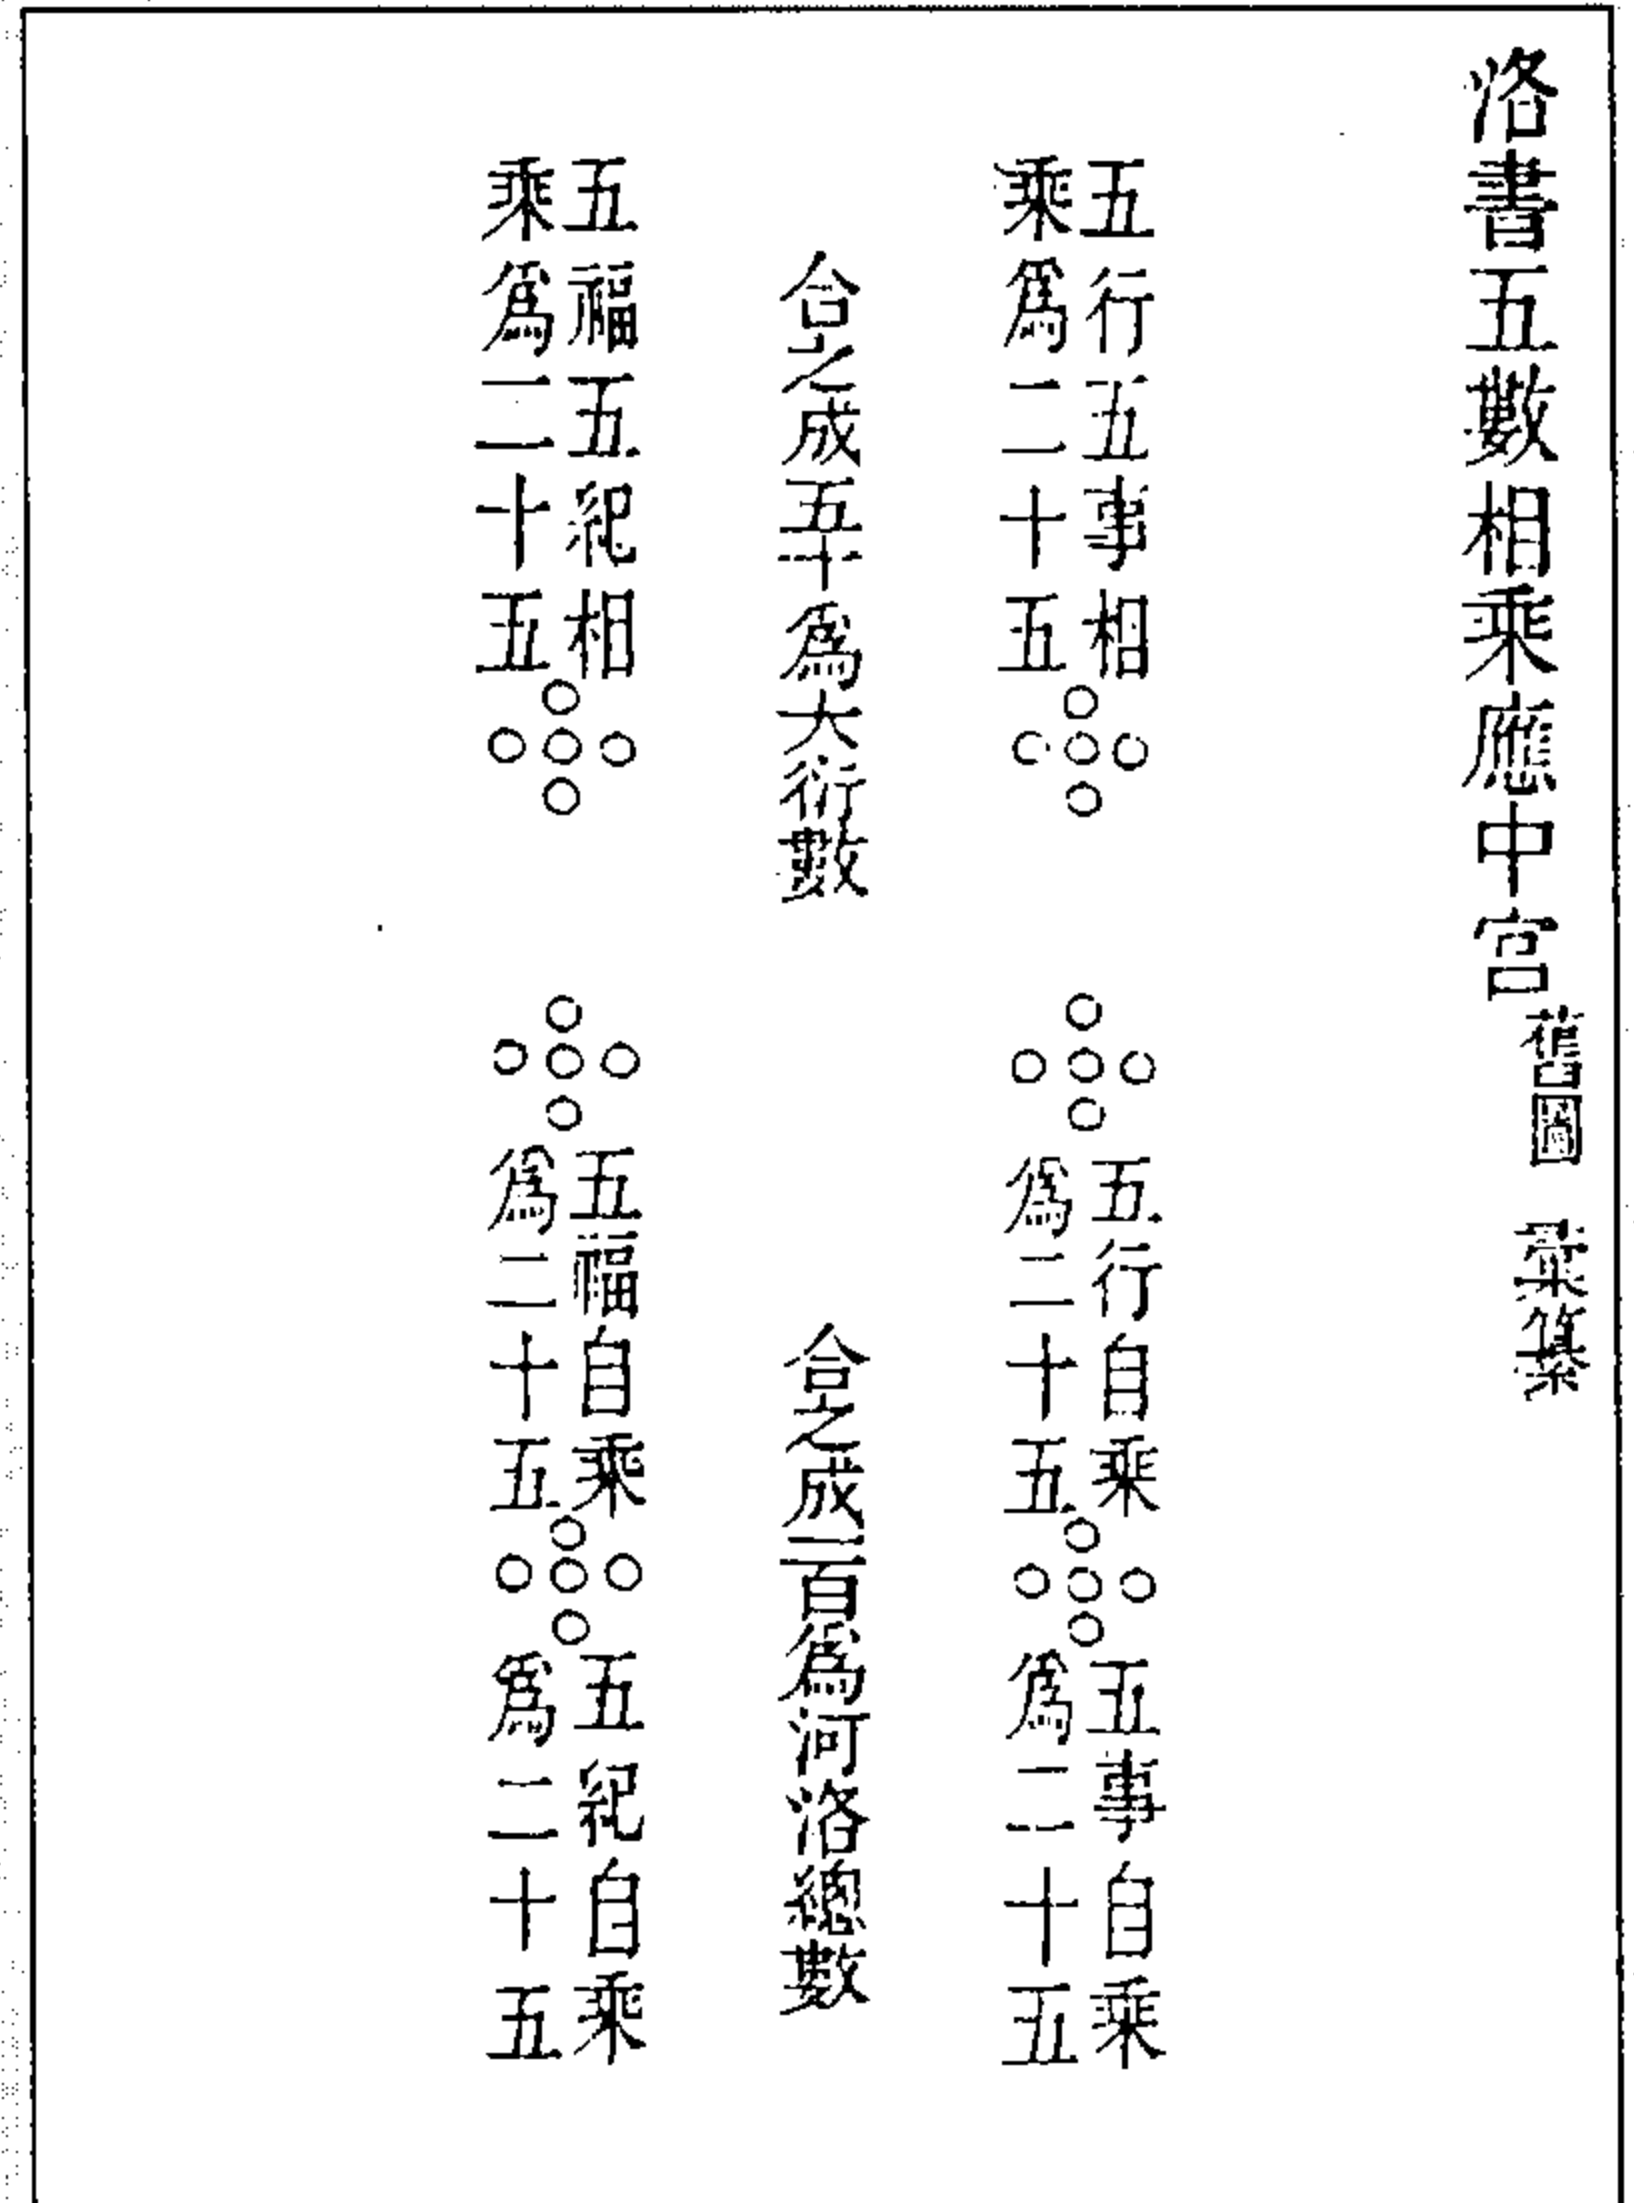 洛書五數相乘應中宮
舊圖 彙纂
五行五事相
乘爲二十五
五行自乘
爲二十五
五事自乘
爲二十五
合之成五十爲大衍數
合之成一百爲河洛總數
五福五紀相
乘爲二十五
五福自乘
爲二十五
五紀自乘
爲二十五